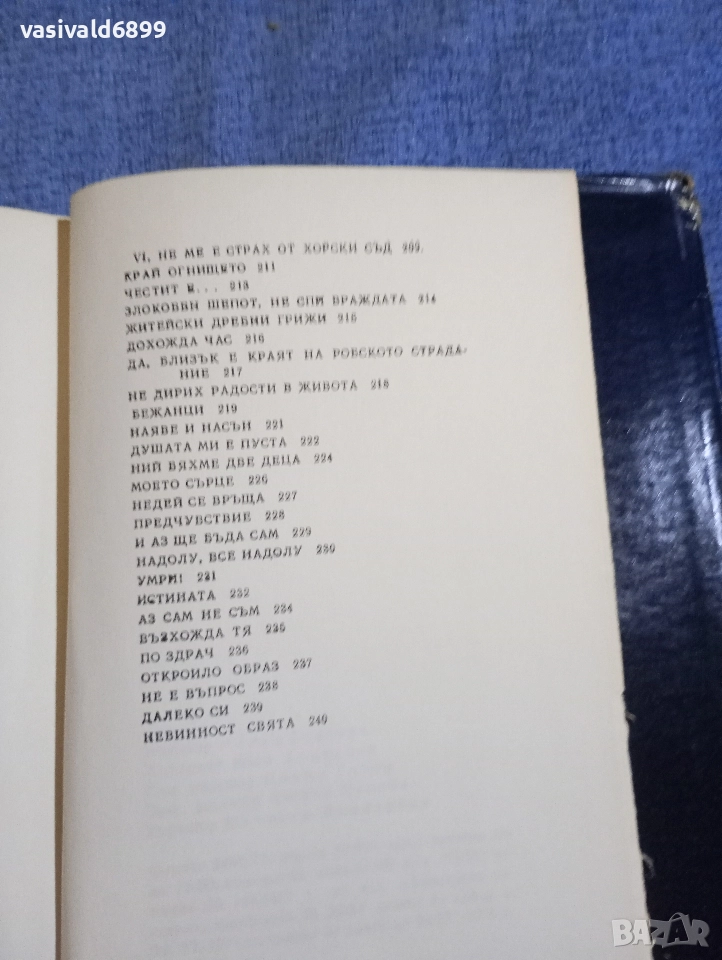 vasivald6899
VI, НЕ МЕ Е СТРАХ ОТ ХОРСКИ СЪД 209.
КРАЙ ОГНИЩЕТО 211
ЧЕСТИТ Е... 213
ЗЛОКОБЕН ШЕПОТ, НЕ СПИ ВРАЖДАТА 214
ЖИТЕЙСКИ ДРЕБНИ ГРИЖИ 215
ДОХОЖДА ЧАС 216
ДА, БЛИЗЪК Е КРАЯТ НА РОБСКОТО СТРАДА-
НИЕ 217
НЕ ДИРИХ РАДОСТИ В ЖИВОТА 218
БЕЖАНЦИ 219
НАЯВЕ И НАСЪН 221
ДУШАТА МИ Е ПУСТА 222
НИЙ БЯХМЕ ДВЕ ДЕЦА 224
МОЕТО СЪРЦЕ 226
НЕДЕЙ СЕ ВРЪЩА 227
ПРЕДЧУВСТВИЕ 228
И АЗ ЩЕ БЪДА САМ 229
НАДОЛУ, ВСЕ НАДОЛУ 230
УМРИ! 231
ИСТИНАТА 232
АЗ САМ НЕ СЪМ 234
ВЪЗХОЖДА ТЯ 235
ПО ЗДРАЧ 236
ОТКРОИЛО ОБРАЗ 237
НЕ Е ВЪПРОС 238
ДАЛЕКО СИ 239
НЕВИННОСТ СВЯТА 240
BAZAR